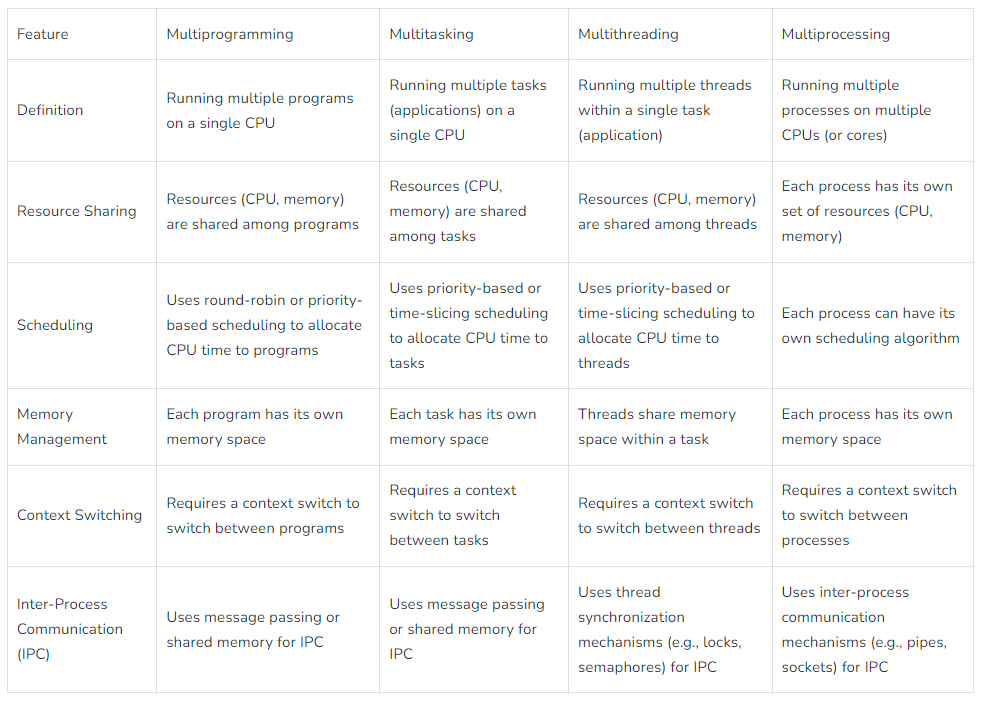 Feature
Multiprogramming
Multitasking
Multithreading
Multiprocessing
Definition
Running multiple programs
on a single CPU
Running multiple tasks
(applications) on a
single CPU
Running multiple threads
within a single task
(application)
Running multiple
processes on multiple
CPUs (or cores)
Resource Sharing
Resources (CPU, memory)
are shared among programs
Resources (CPU,
memory) are shared
among tasks
Resources (CPU, memory)
are shared among threads
Each process has its own
set of resources (CPU,
memory)
Scheduling
Uses round-robin or priority-
based scheduling to allocate
CPU time to programs
Uses priority-based or
time-slicing scheduling
to allocate CPU time to
tasks
Uses priority-based or
time-slicing scheduling to
allocate CPU time to
threads
Each process can have its
own scheduling algorithm
Memory
Management
Each program has its own
memory space
Each task has its own
memory space
Threads share memory
space within a task
Each process has its own
memory space
Context Switching
Requires a context switch to
switch between programs
Requires a context
switch to switch
between tasks
Requires a context switch
to switch between threads
Requires a context switch
to switch between
processes
Inter-Process
Communication
(IPC)
Uses message passing or
shared memory for IPC
Uses message passing
or shared memory for
IPC
Uses thread
synchronization
mechanisms (e.g., locks,
semaphores) for IPC
Uses inter-process
communication
mechanisms (e.g., pipes,
sockets) for IPC